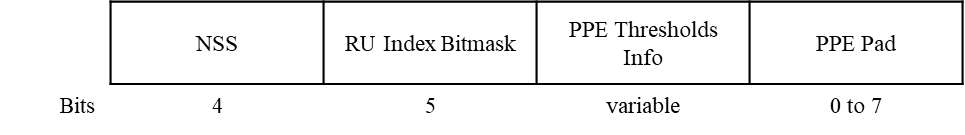 NSS
RU Index Bitmask
PPE Thresholds
Info
PPE Pad
Bits 4 5 variable 0 to 7